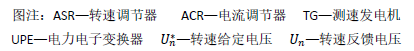 图注：ASR—转速调节器 ACR—电流调节器 TG—测速发电机
UPE—电力电子变换器 U*n—转速给定电压 Un—转速反馈电压